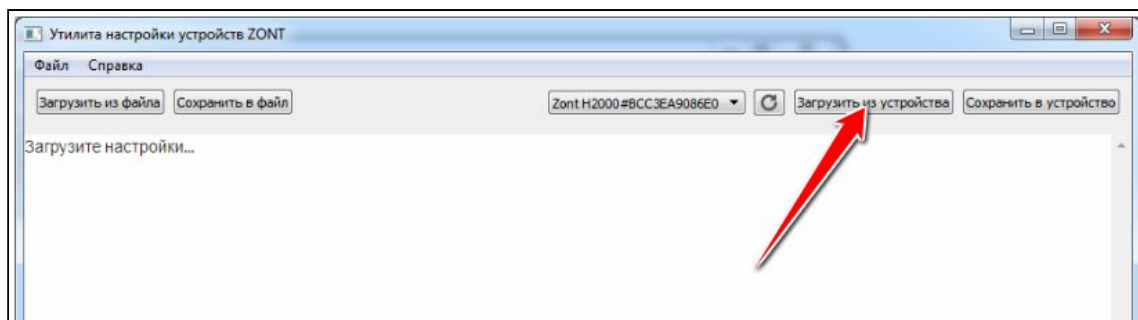 Утилита настройки устройств ZONT
Файл Справка
Загрузить из файла Сохранить в файл Zont H2000#BCC3EA9086E0 Загрузить из устройства Сохранить в устройство
Загрузите настройки...